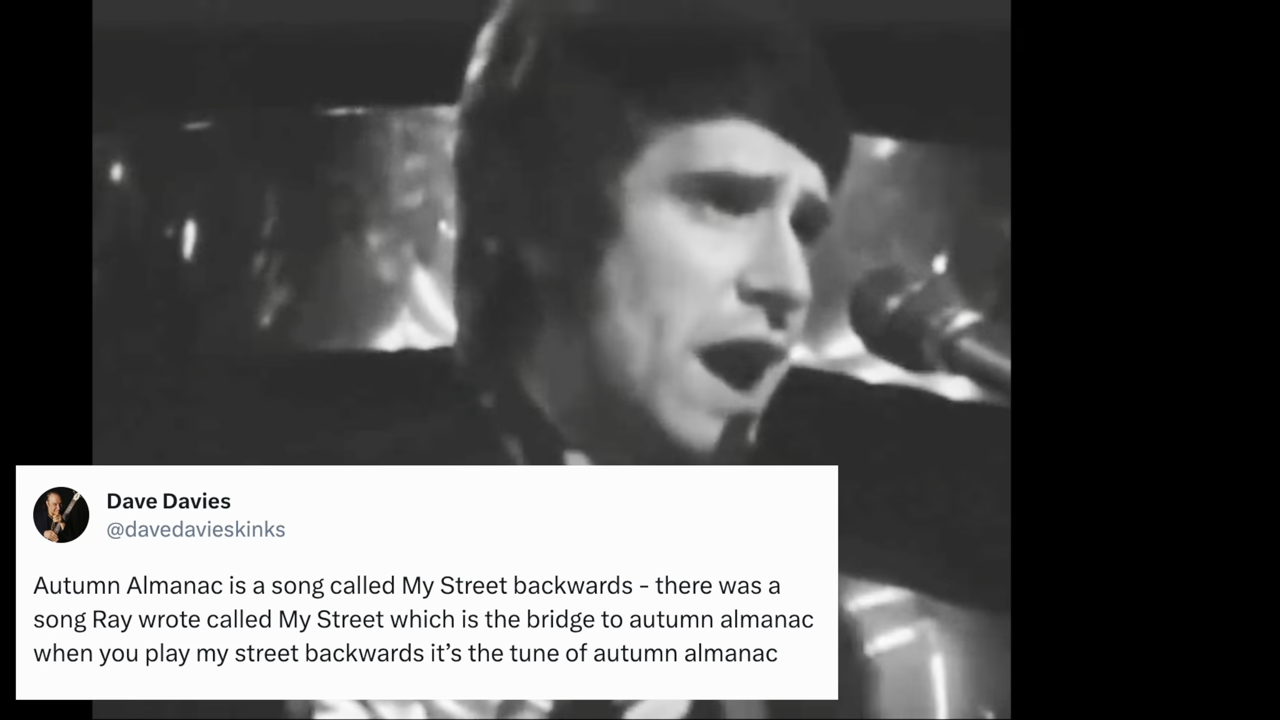 Dave Davies
@davedavieskinks
Autumn Almanac is a song called My Street backwards - there was a
song Ray wrote called My Street which is the bridge to autumn almanac
when you play my street backwards it’s the tune of autumn almanac